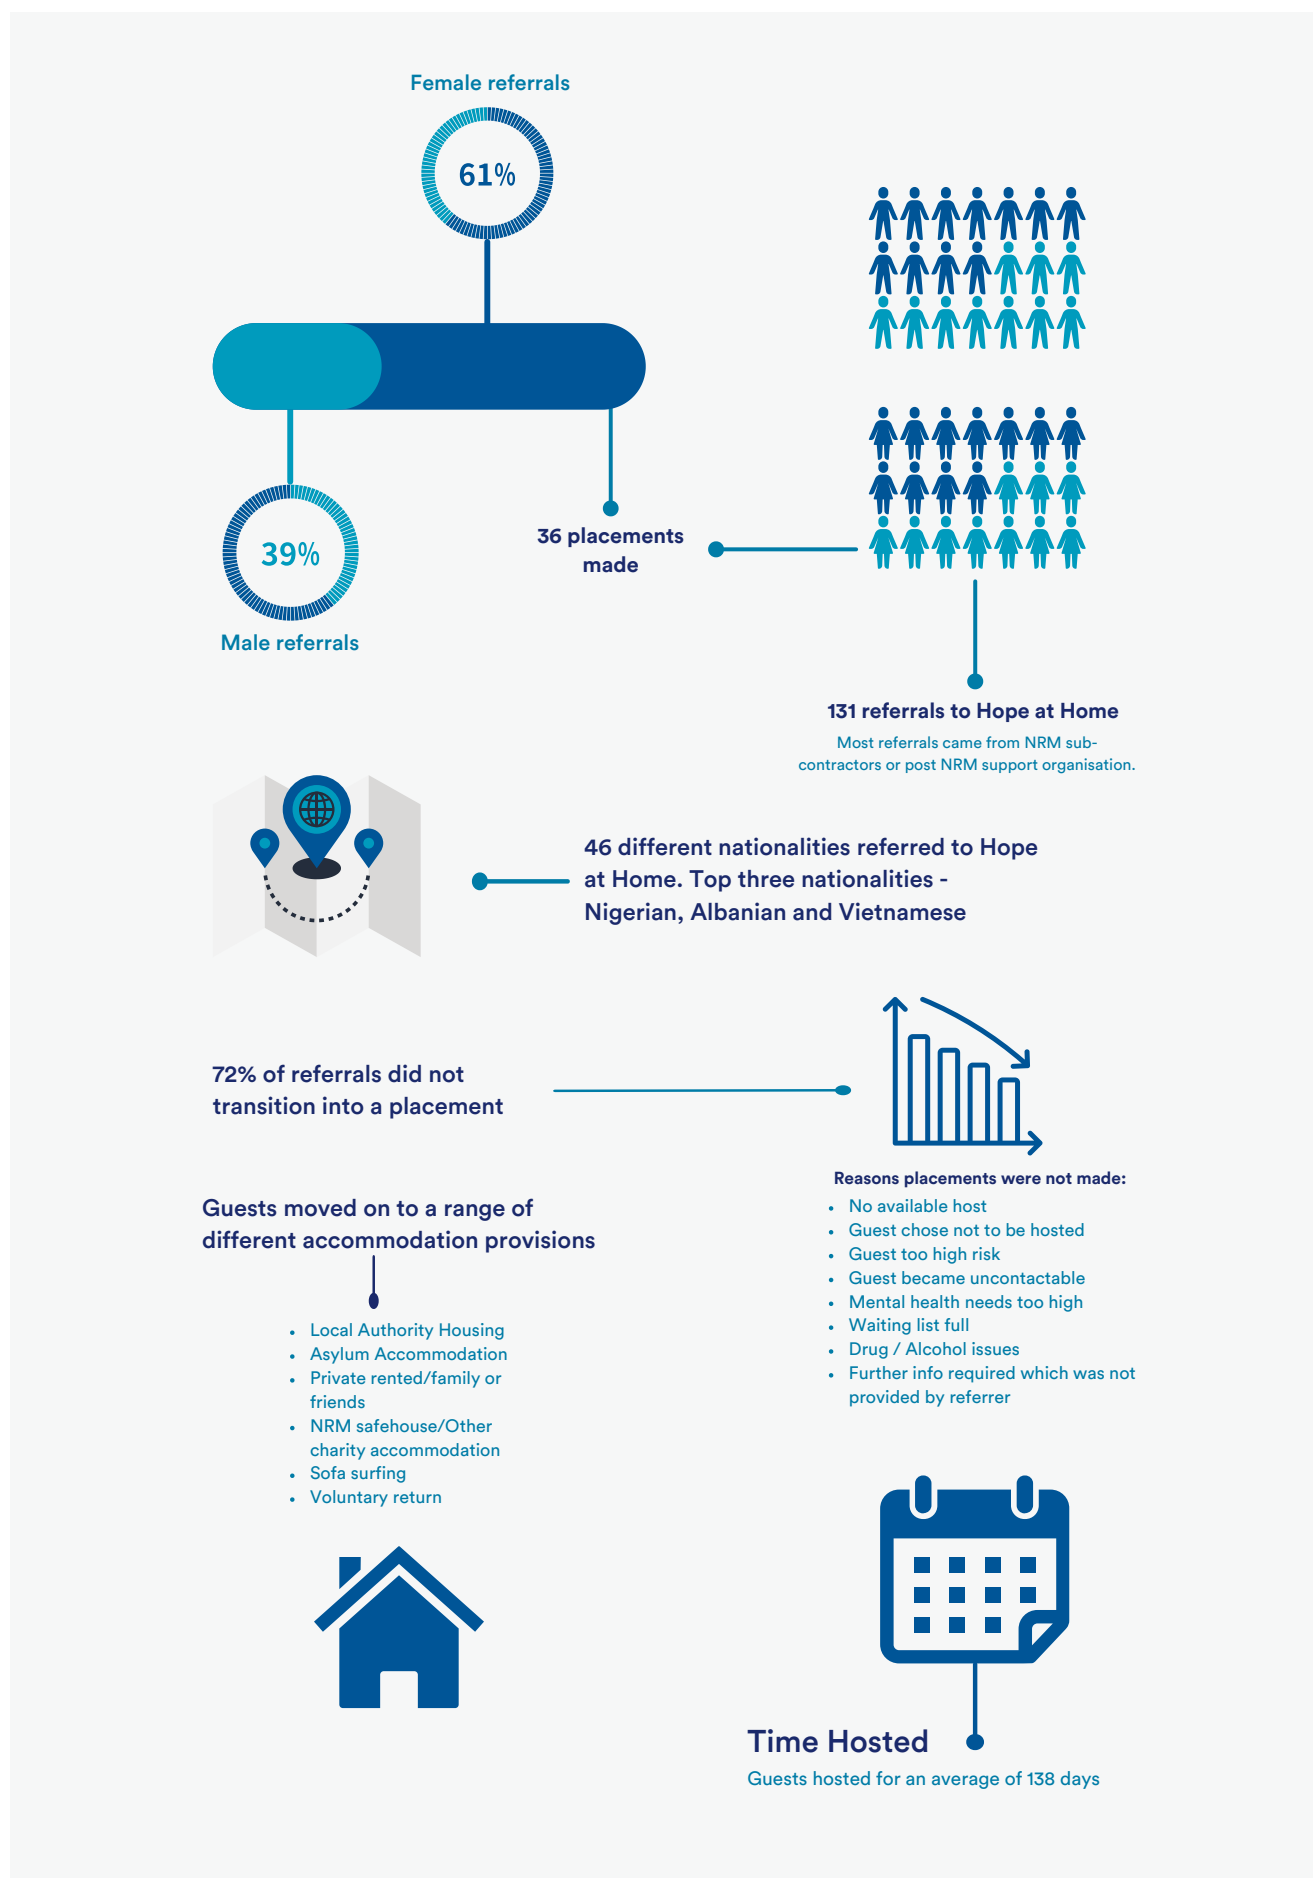 Female referrals
61%
39%
Male referrals
36 placements
made
131 referrals to Hope at Home
Most referrals came from NRM sub-
contractors or post NRM support organisation.
46 different nationalities referred to Hope
at Home. Top three nationalities -
Nigerian, Albanian and Vietnamese
72% of referrals did not
transition into a placement
Reasons placements were not made:
• No available host
• Guest chose not to be hosted
• Guest too high risk
• Guest became uncontactable
• Mental health needs too high
• Waiting list full
• Drug / Alcohol issues
• Further info required which was not
provided by referrer
Guests moved on to a range of
different accommodation provisions
• Local Authority Housing
• Asylum Accommodation
• Private rented/family or
friends
• NRM safehouse/Other
charity accommodation
• Sofa surfing
• Voluntary return
Time Hosted
Guests hosted for an average of 138 days